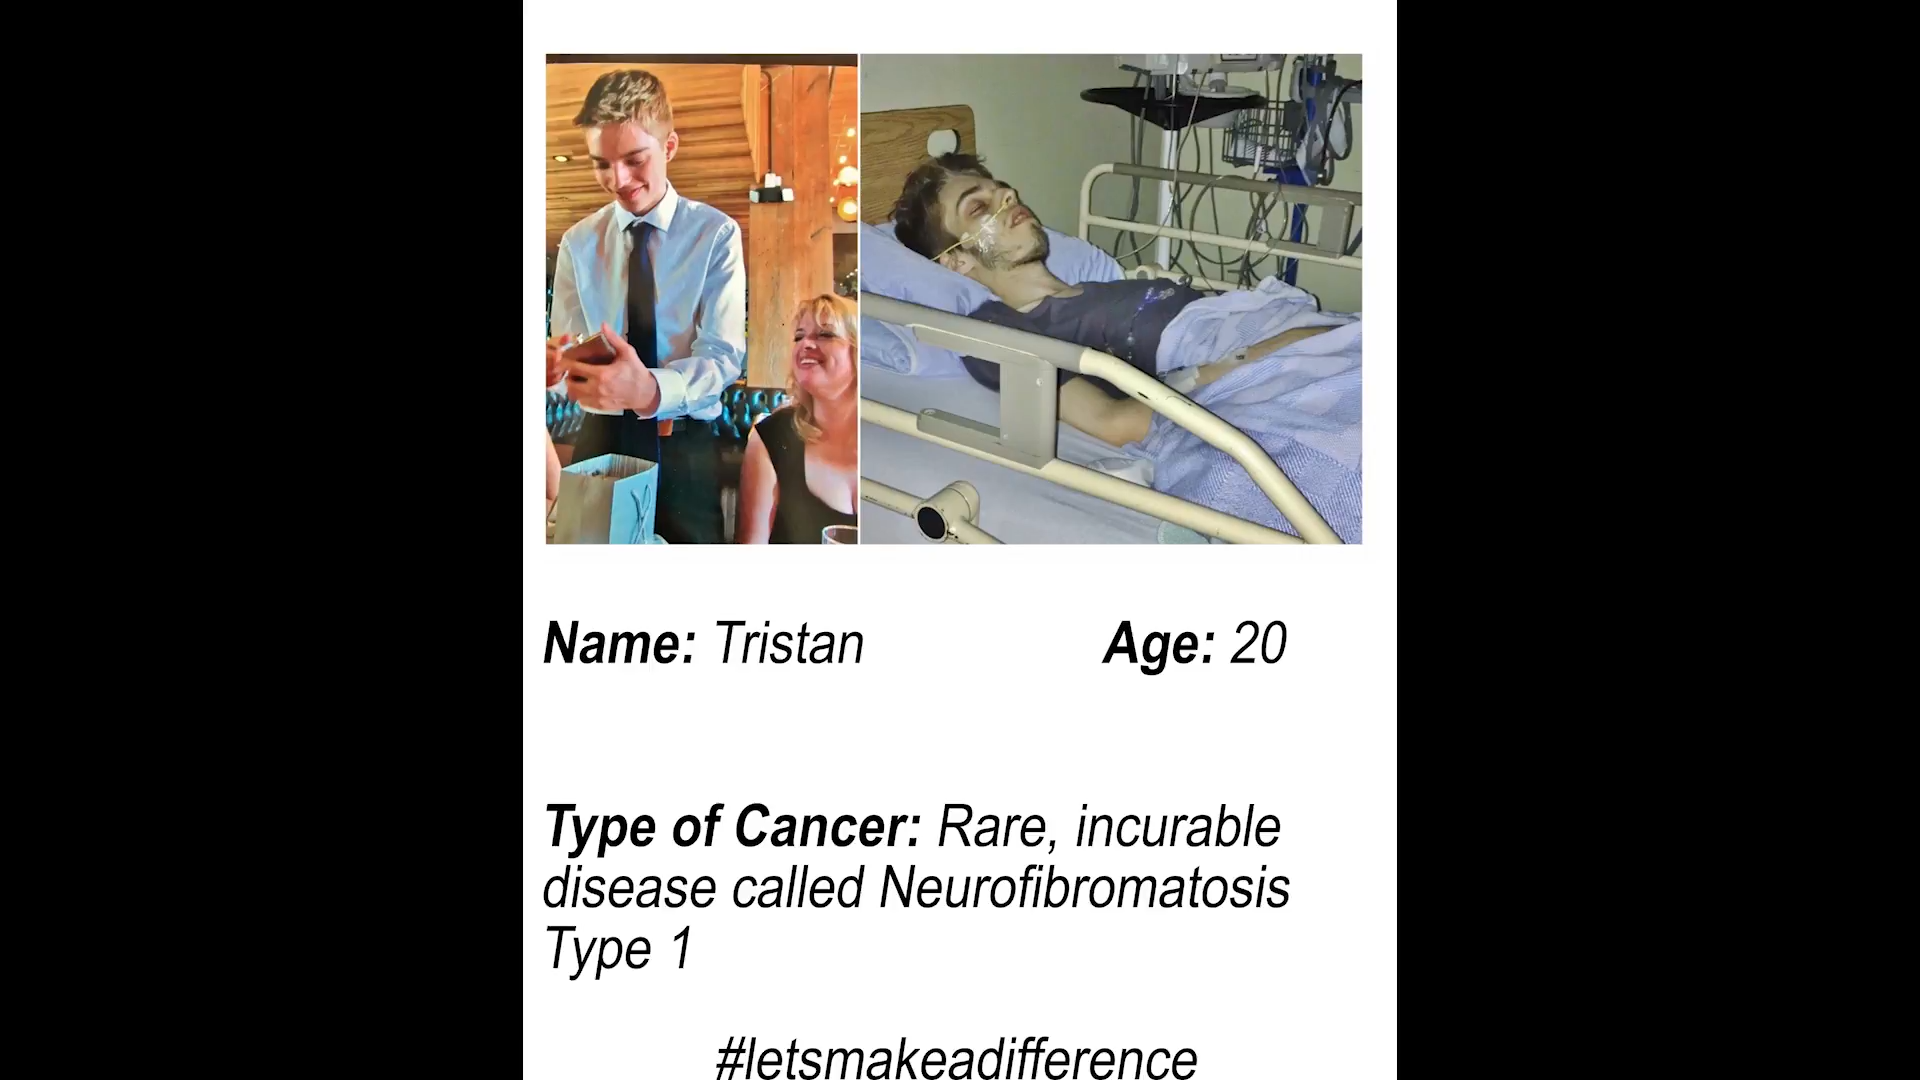 Name: Tristan Age: 20
Type of Cancer: Rare, incurable
disease called Neurofibromatosis
Type 1
#letsmakeadifference